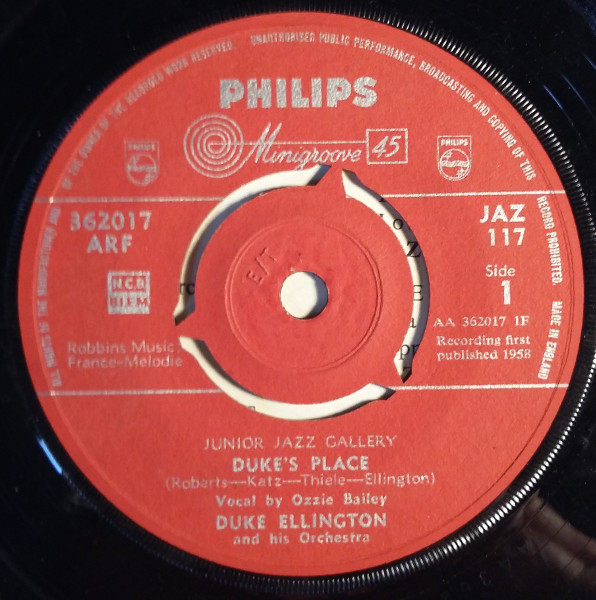 ALL RIGHTS OF THE MANUFACTURER AND OF THE OWNER OF THE RECORDED WORK RESERVED. UNAUTHORISED PUBLIC PERFORMANCE, BROADCASTING AND COPYING OF THIS RECORD PROHIBITED. MADE IN ENGLAND
PHILIPS
Minigroove 45
PHILIPS
PHILIPS
362017
ARF
JAZ
117
N.C.B
BIEM
Side
1
E/T
AA 362017 1F
Robbins Music.
France-Melodie
Recording first
published 1958
JUNIOR JAZZ GALLERY
DUKE'S PLACE
(Roberts—Katz—Thiele—Ellington)
Vocal by Ozzie Bailey
DUKE ELLINGTON
and his Orchestra